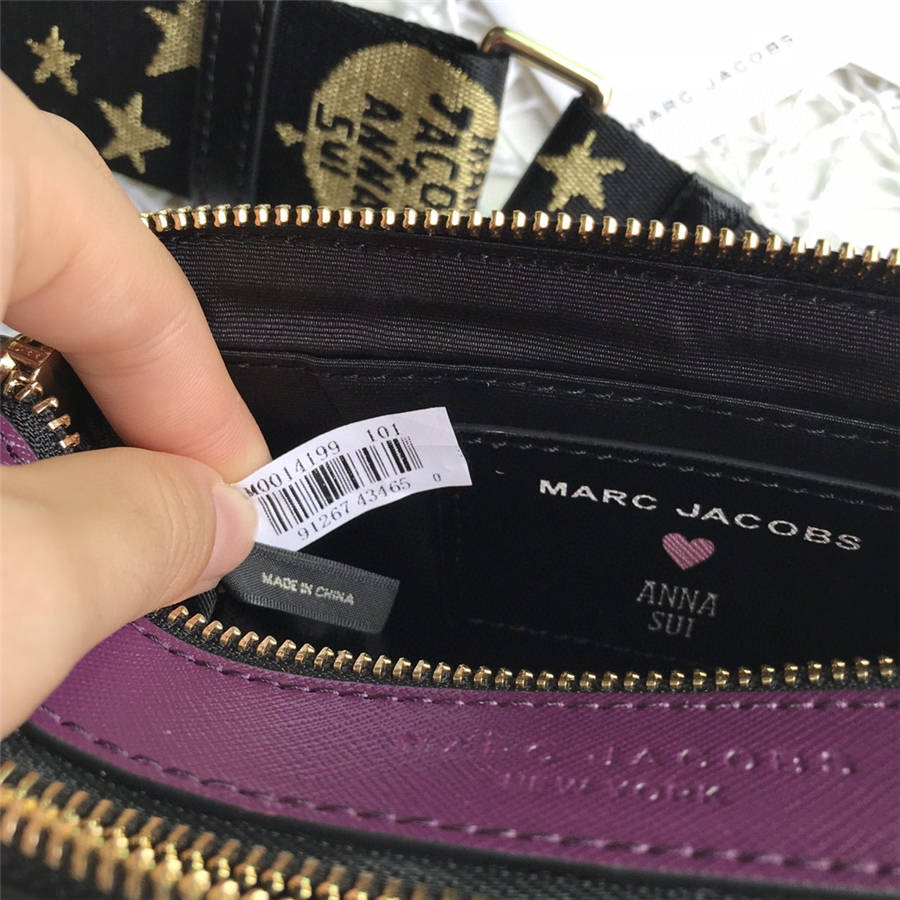 MARC JACOBS
MARC
JACOBS
ANNA
SUI
M0014199 101
91267 43465 0
MADE IN CHINA
MARC JACOBS
ANNA
SUI
MARC JACOBS
NEW YORK